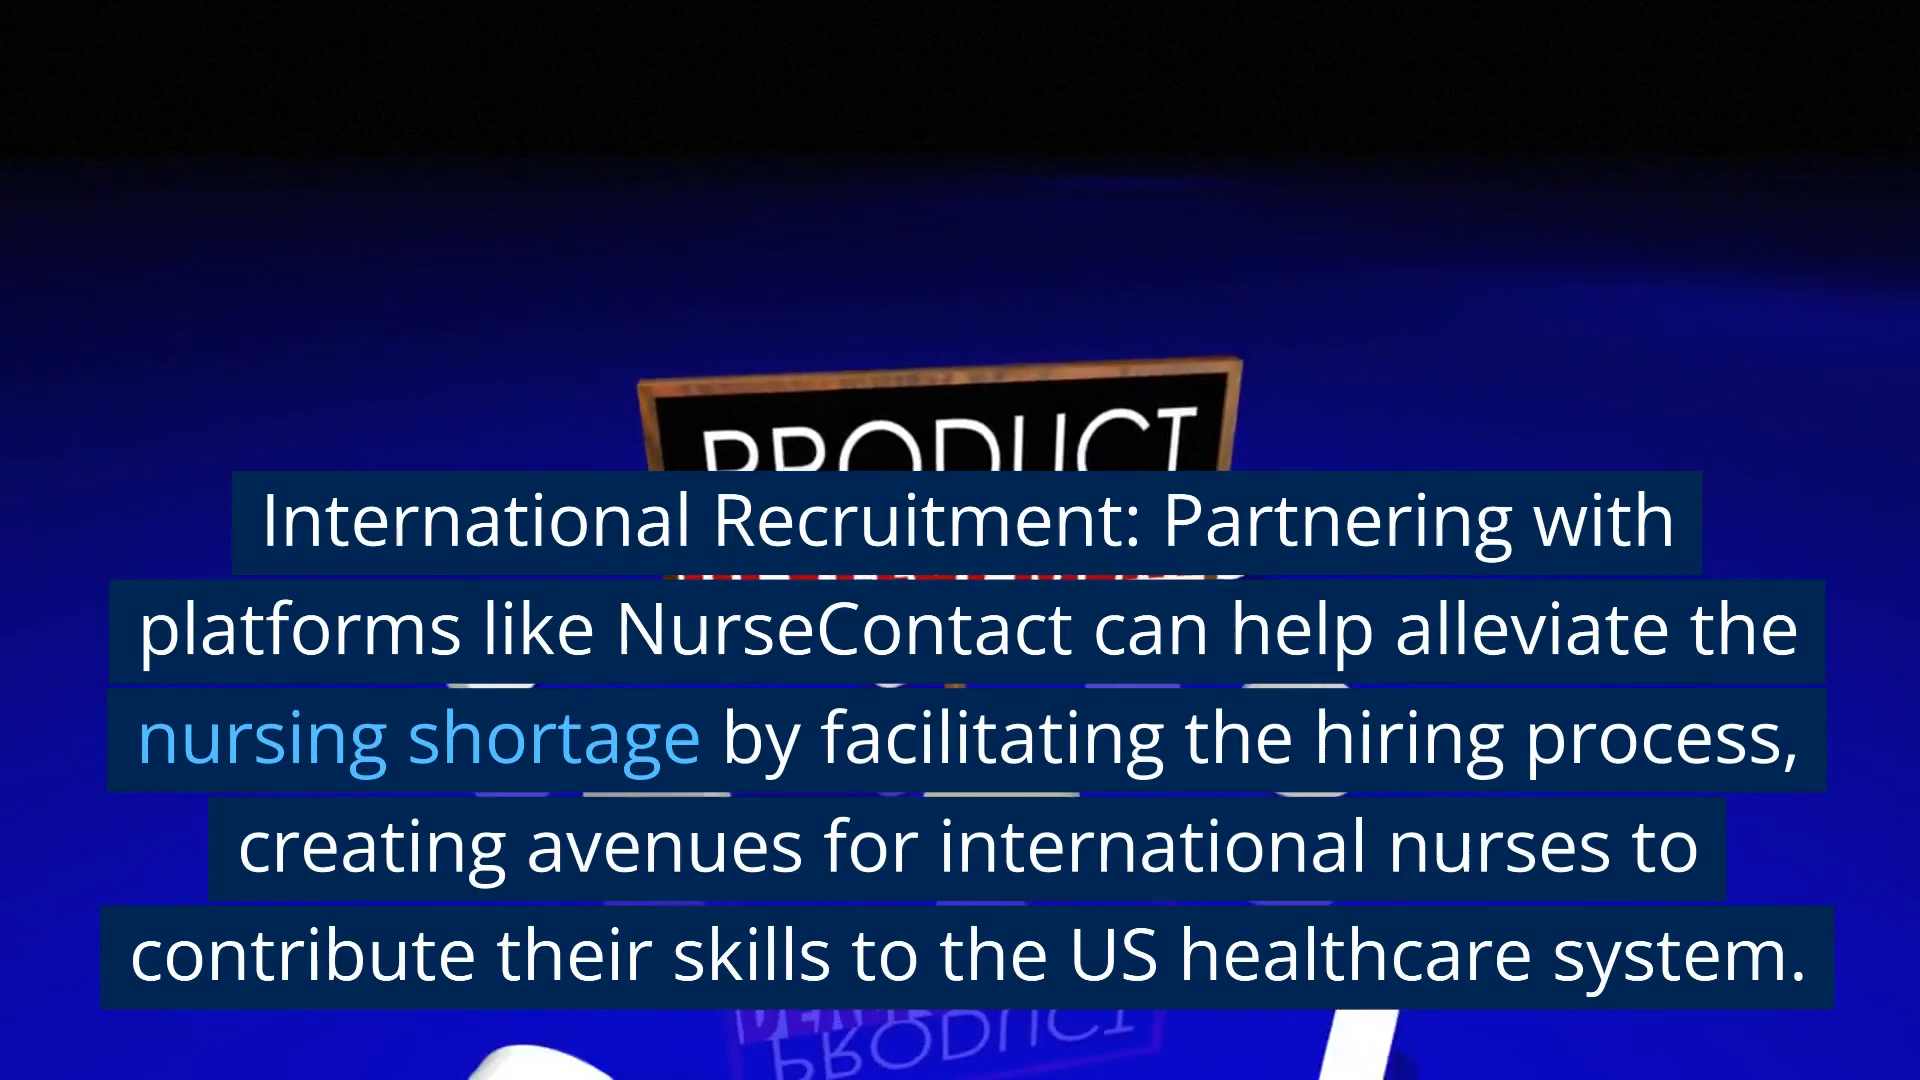 PRODUCT
International Recruitment: Partnering with
platforms like NurseContact can help alleviate the
nursing shortage by facilitating the hiring process,
creating avenues for international nurses to
contribute their skills to the US healthcare system.
PRODUCT